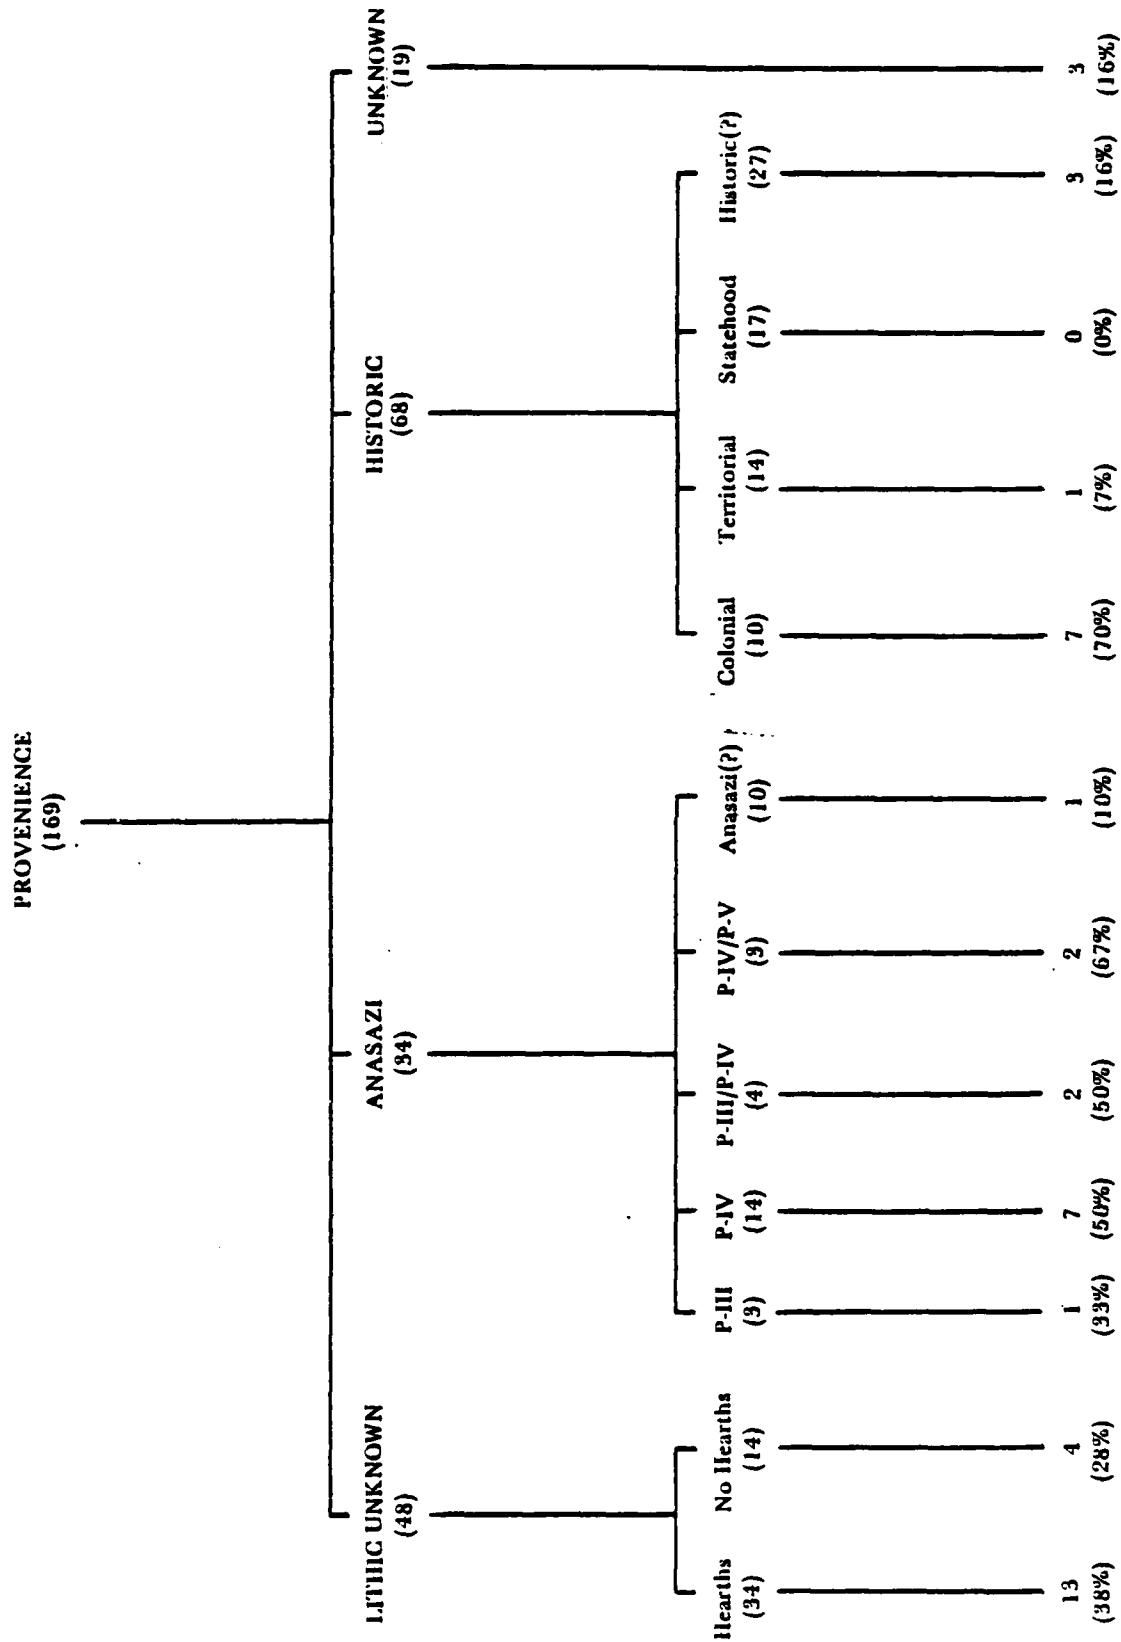 PROVENIENCE
(169)
LITHIC UNKNOWN
(48)
ANASAZI
(34)
HISTORIC
(68)
UNKNOWN
(19)
Hearths
(34)
No Hearths
(14)
P-III
(3)
P-IV
(14)
P-III/P-IV
(4)
P-IV/P-V
(3)
Anasazi(?)
(10)
Colonial
(10)
Territorial
(14)
Statehood
(17)
Historic(?)
(27)
13
(38%)
4
(28%)
1
(33%)
7
(50%)
2
(50%)
2
(67%)
1
(10%)
7
(70%)
1
(7%)
0
(0%)
3
(16%)
3
(16%)